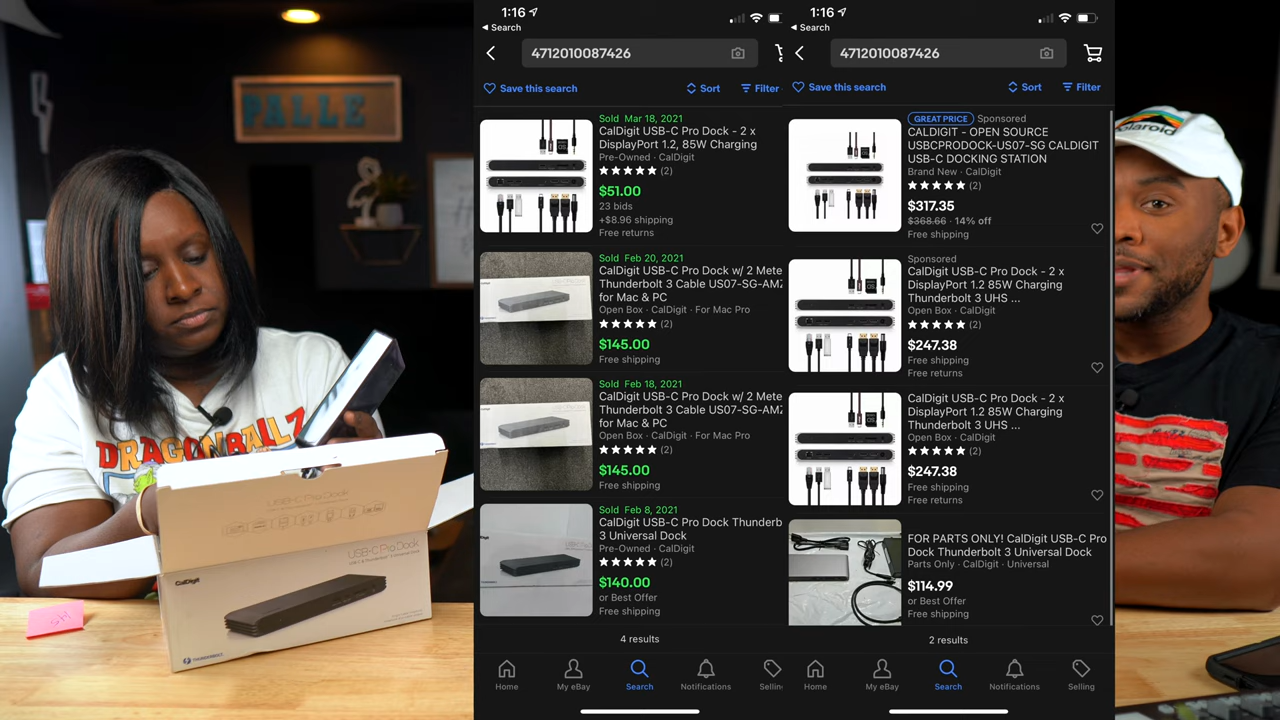 PALLE
DRAGONBALL Z
USB-C Pro Dock
USB-C Pro Dock
CalDigit
THUNDERBOLT
1:16
Search
4712010087426
Save this search
Sort
Filter
Sold Mar 18, 2021
CalDigit USB-C Pro Dock - 2 x
DisplayPort 1.2, 85W Charging
Pre-Owned · CalDigit
(2)
$51.00
23 bids
+$8.96 shipping
Free returns
Sold Feb 20, 2021
CalDigit USB-C Pro Dock w/ 2 Mete
Thunderbolt 3 Cable US07-SG-AMZ
for Mac & PC
Open Box · CalDigit · For Mac Pro
(2)
$145.00
Free shipping
Sold Feb 18, 2021
CalDigit USB-C Pro Dock w/ 2 Mete
Thunderbolt 3 Cable US07-SG-AMZ
for Mac & PC
Open Box · CalDigit · For Mac Pro
(2)
$145.00
Free shipping
Sold Feb 8, 2021
CalDigit USB-C Pro Dock Thunderb
3 Universal Dock
Pre-Owned · CalDigit
(2)
$140.00
or Best Offer
Free shipping
4 results
Home
My eBay
Search
Notifications
Sellin
1:16
Search
4712010087426
Save this search
Sort
Filter
GREAT PRICE Sponsored
CALDIGIT - OPEN SOURCE
USBCPRODOCK-US07-SG CALDIGIT
USB-C DOCKING STATION
Brand New · CalDigit
(2)
$317.35
$368.66 · 14% off
Free shipping
Sponsored
CalDigit USB-C Pro Dock - 2 x
DisplayPort 1.2 85W Charging
Thunderbolt 3 UHS ...
Open Box · CalDigit
(2)
$247.38
Free shipping
Free returns
CalDigit USB-C Pro Dock - 2 x
DisplayPort 1.2 85W Charging
Thunderbolt 3 UHS ...
Open Box · CalDigit
(2)
$247.38
Free shipping
Free returns
FOR PARTS ONLY! CalDigit USB-C Pro
Dock Thunderbolt 3 Universal Dock
Parts Only · CalDigit · Universal
$114.99
or Best Offer
Free shipping
2 results
Home
My eBay
Search
Notifications
Selling
Polaroid